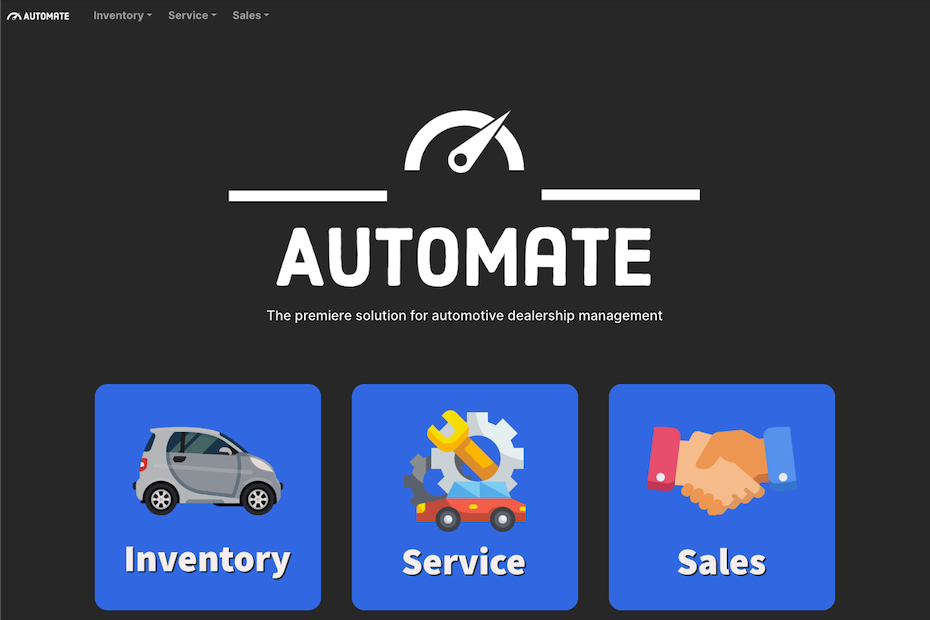 AUTOMATE Inventory Service Sales
AUTOMATE
The premiere solution for automotive dealership management
Inventory Service Sales